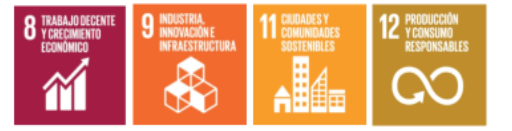 8 TRABAJO DECENTE
Y CRECIMIENTO
ECONÓMICO
9 INDUSTRIA,
INNOVACIÓN E
INFRAESTRUCTURA
11 CIUDADES Y
COMUNIDADES
SOSTENIBLES
12 PRODUCCIÓN
Y CONSUMO
RESPONSABLES